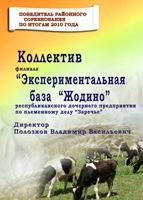 ПОБЕДИТЕЛЬ РАЙОННОГО
СОРЕВНОВАНИЯ
ПО ИТОГАМ 2010 ГОДА
Коллектив
филиала
"Экспериментальная
база "Жодино"
республиканского дочернего предприятия
по племенному делу "Заречье"
Директор
Полозков Владимир Васильевич